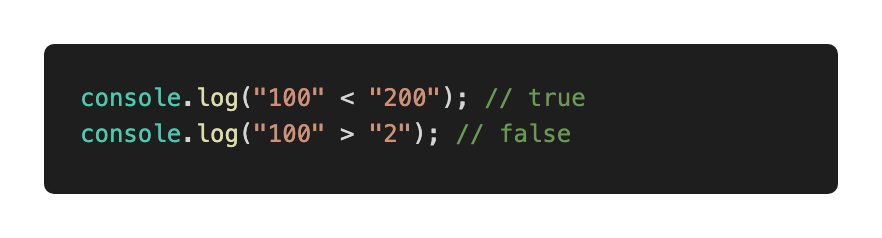 console.log("100" < "200"); // true
console.log("100" > "2"); // false